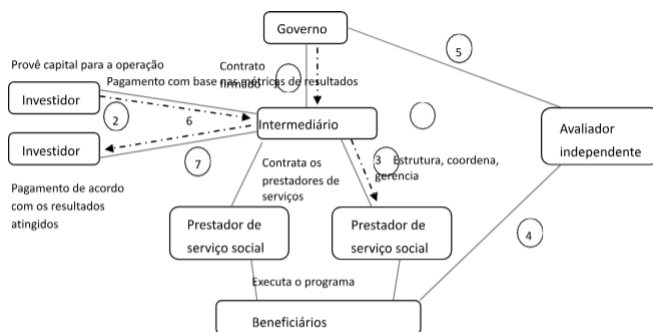 Governo
5
Provê capital para a operação
Contrato
firmado
Pagamento com base nas métricas de resultados
Investidor
2
6
Intermediário
Avaliador
independente
Investidor
7
Contrata os
prestadores de
serviços
3 Estrutura, coordena,
gerencia
Pagamento de acordo
com os resultados
atingidos
Prestador de
serviço social
Prestador de
serviço social
4
Executa o programa
Beneficiários